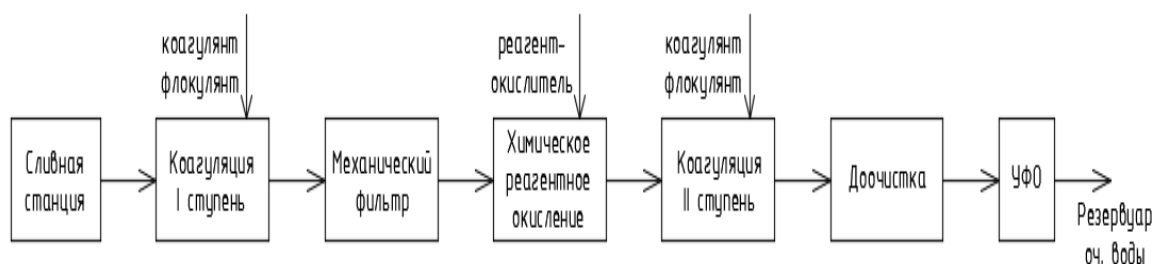 коагулянт
флокулянт
реагент-
окислитель
коагулянт
флокулянт
Сливная
станция
Коагуляция
I ступень
Механический
фильтр
Химическое
реагентное
окисление
Коагуляция
II ступень
Доочистка
УФО
Резервуар
оч. воды